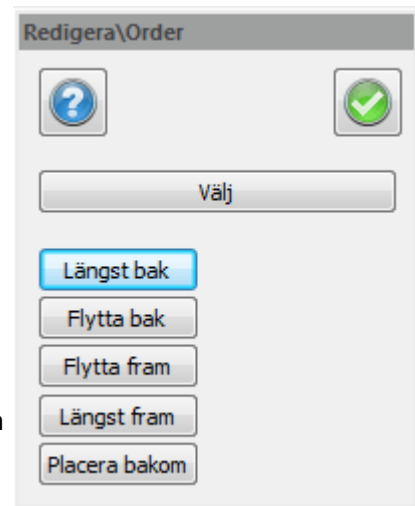 Redigera\Order
Välj
Längst bak
Flytta bak
Flytta fram
Längst fram
Placera bakom